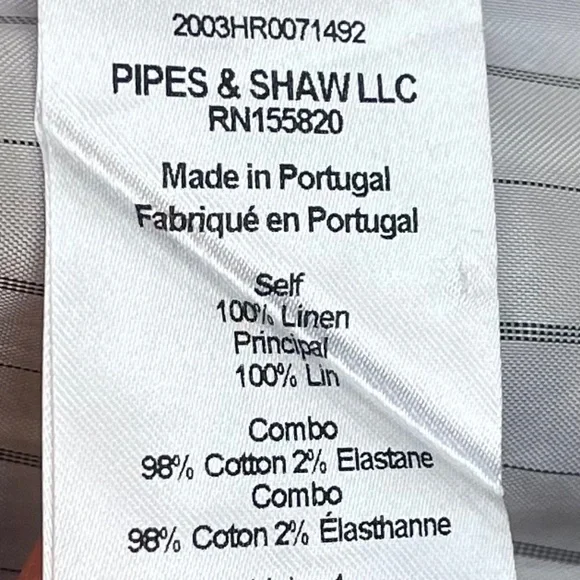 2003HR0071492
PIPES & SHAW LLC
RN155820
Made in Portugal
Fabriqué en Portugal
Self
100% Linen
Principal
100% Lin
Combo
98% Cotton 2% Elastane
Combo
98% Coton 2% Élasthanne